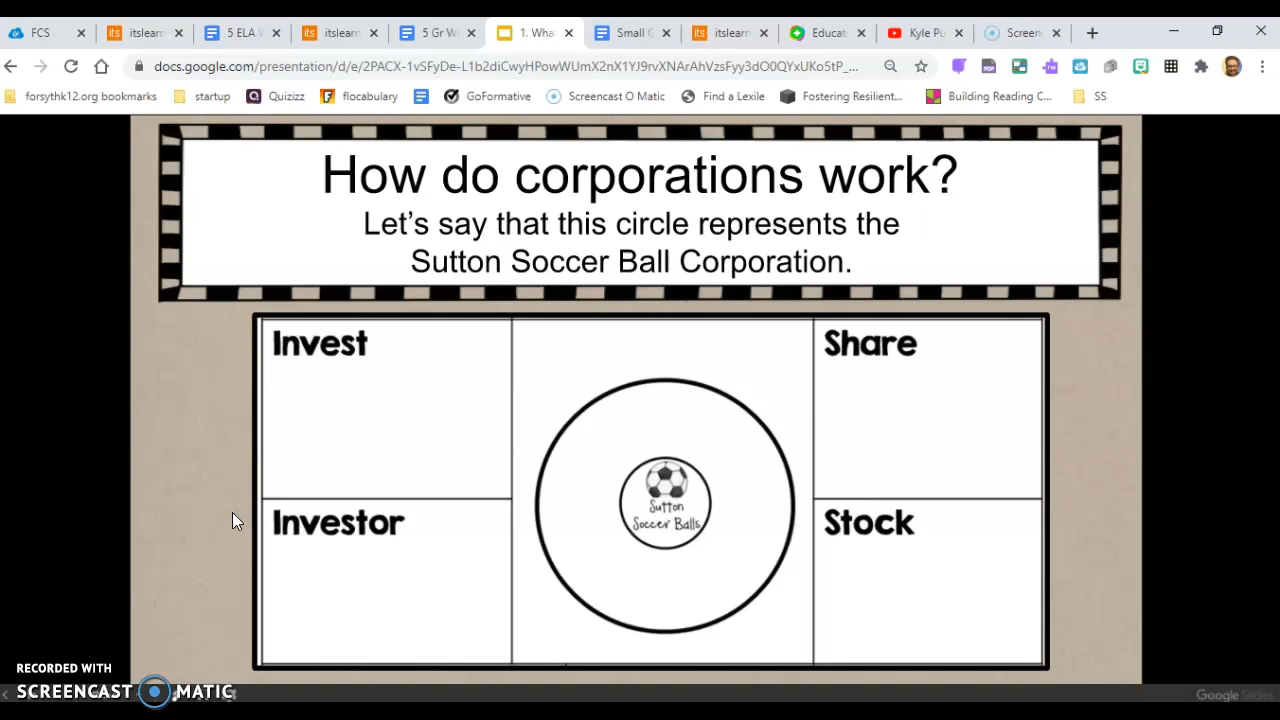 FCS
itslearn
5 ELA W
itslearn
5 Gr W
1. Wha
Small G
itslearn
Educat
Kyle Pu
Screen
docs.google.com/presentation/d/e/2PACX-1vSFyDe-L1b2diCwyHPowWUmX2nX1YJ9rvXNArAhVzsFyy3dO0QYxUKo5tP_...
forsythk12.org bookmarks
startup
Quizizz
flocabulary
GoFormative
Screencast O Matic
Find a Lexile
Fostering Resilient...
Building Reading C...
SS
How do corporations work?
Let's say that this circle represents the
Sutton Soccer Ball Corporation.
Invest
Share
Sutton
Soccer Balls
Investor
Stock
RECORDED WITH
SCREENCAST MATIC
Google Slides